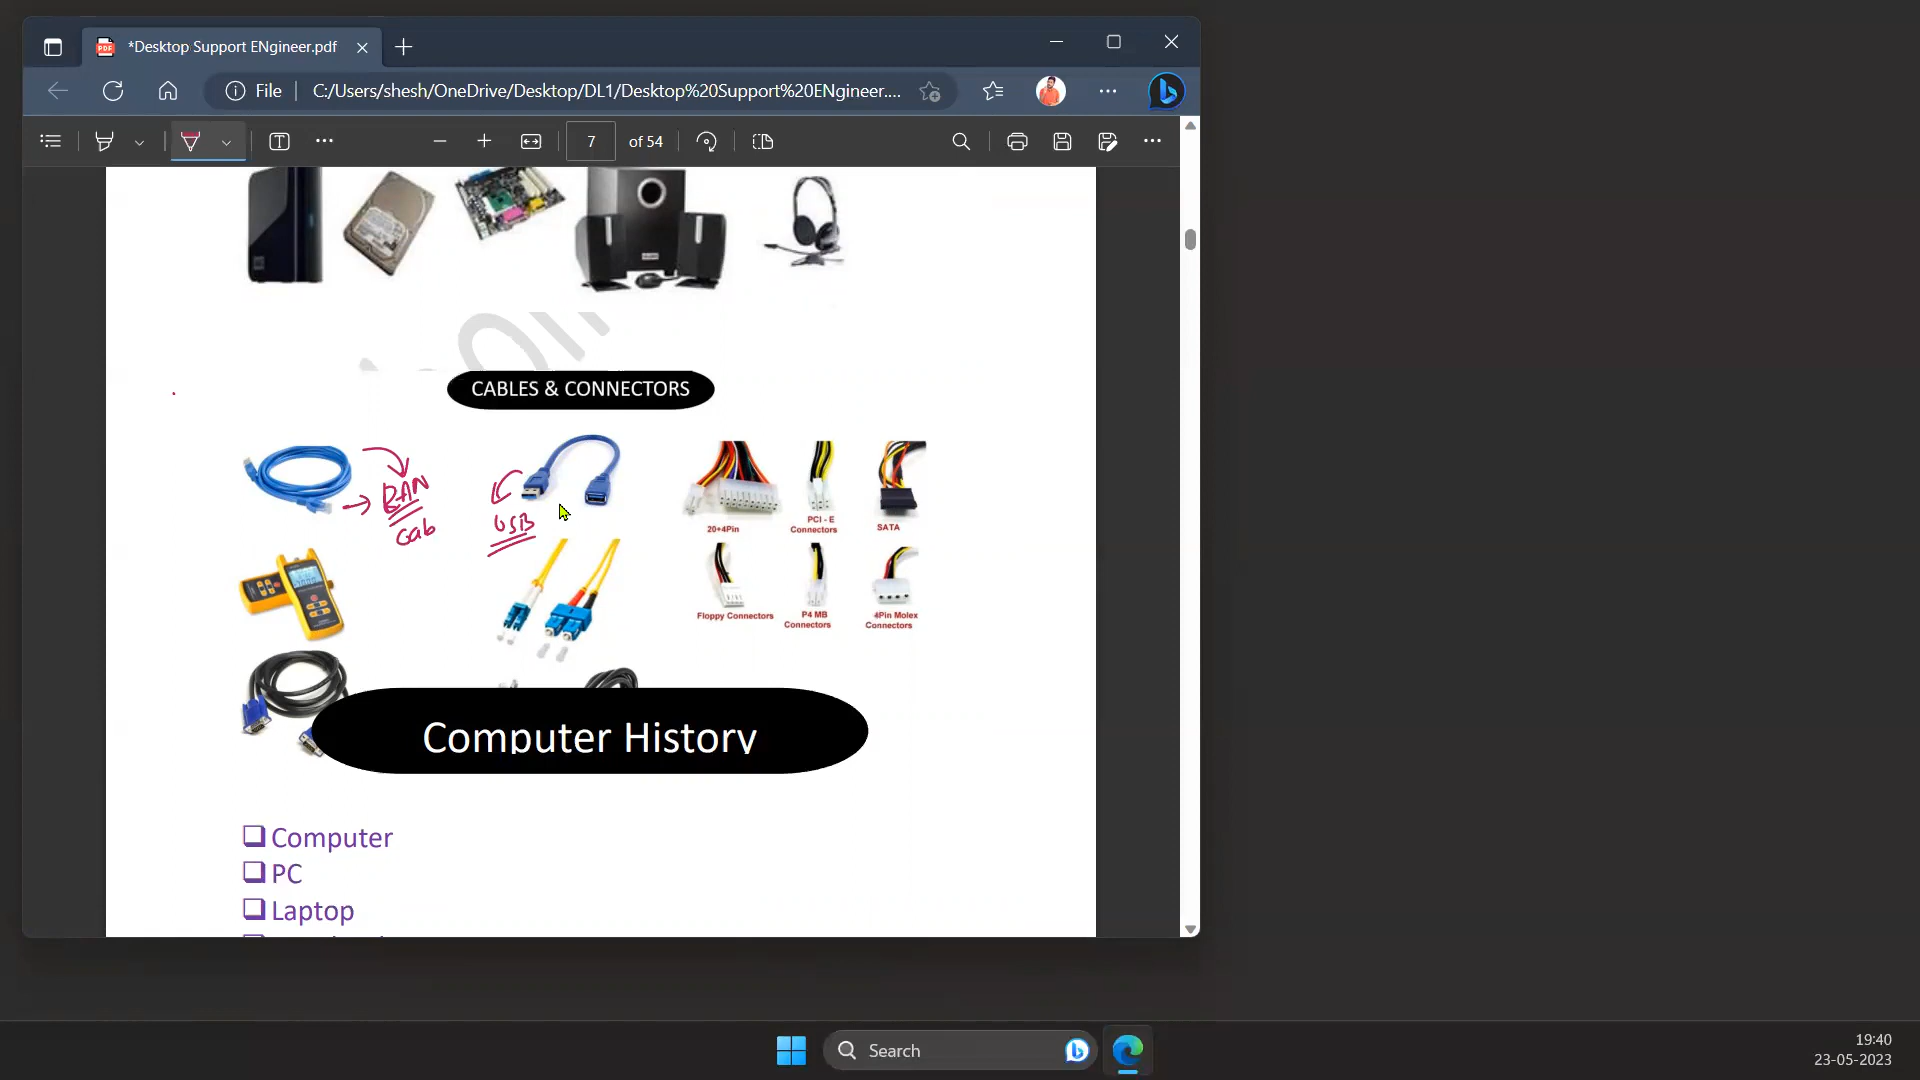 *Desktop Support ENgineer.pdf
File
C:/Users/shesh/OneDrive/Desktop/DL1/Desktop%20Support%20ENgineer....
7 of 54
CABLES & CONNECTORS
USB
20+4Pin
PCI - E
Connectors
SATA
Floppy Connectors
P4 MB
Connectors
4Pin Molex
Connectors
Computer History
Computer
PC
Laptop
Search
19:40
23-05-2023